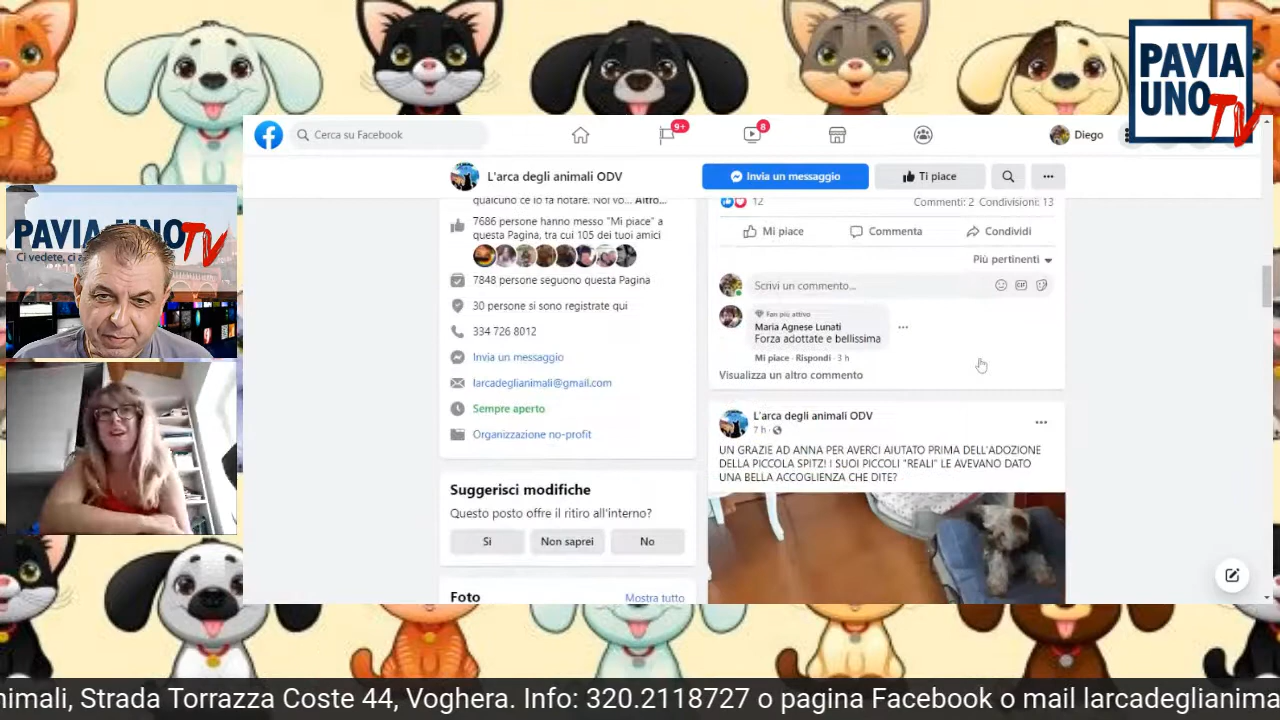 PAVIA
UNO TV
Cerca su Facebook
9+
8
Diego
L'arca degli animali ODV
Invia un messaggio
Ti piace
qualcuno ce lo fa notare. Noi vo... Altro...
7686 persone hanno messo "Mi piace" a
questa Pagina, tra cui 105 dei tuoi amici
7848 persone seguono questa Pagina
30 persone si sono registrate qui
334 726 8012
Invia un messaggio
larcadeglianimali@gmail.com
Sempre aperto
Organizzazione no-profit
Suggerisci modifiche
Questo posto offre il ritiro all'interno?
Sì
Non saprei
No
Foto
Mostra tutto
12
Commenti: 2 Condivisioni: 13
Mi piace
Commenta
Condividi
Più pertinenti
Scrivi un commento...
GIF
Fan più attivo
Maria Agnese Lunati
Forza adottate e bellissima
Mi piace · Rispondi · 3 h
Visualizza un altro commento
L'arca degli animali ODV
7 h
UN GRAZIE AD ANNA PER AVERCI AIUTATO PRIMA DELL'ADOZIONE
DELLA PICCOLA SPITZ! I SUOI PICCOLI "REALI" LE AVEVANO DATO
UNA BELLA ACCOGLIENZA CHE DITE?
PAVIA UNO TV
Ci vedete, ci
nimali, Strada Torrazza Coste 44, Voghera. Info: 320.2118727 o pagina Facebook o mail larcadeglianima